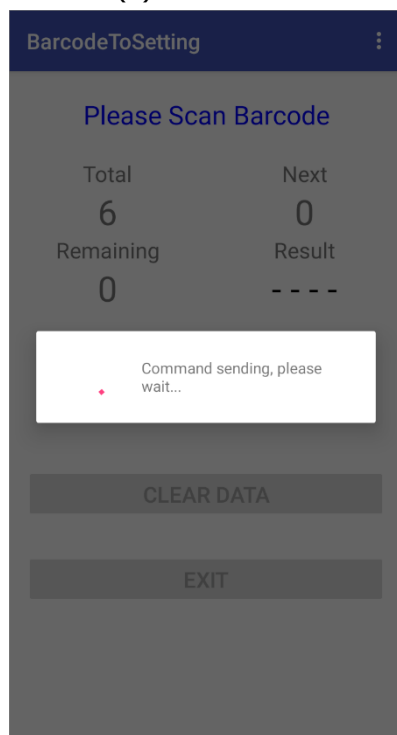 BarcodeToSetting
Please Scan Barcode
Total Next
6 0
Remaining Result
0 - - - -
Command sending, please
wait...
CLEAR DATA
EXIT